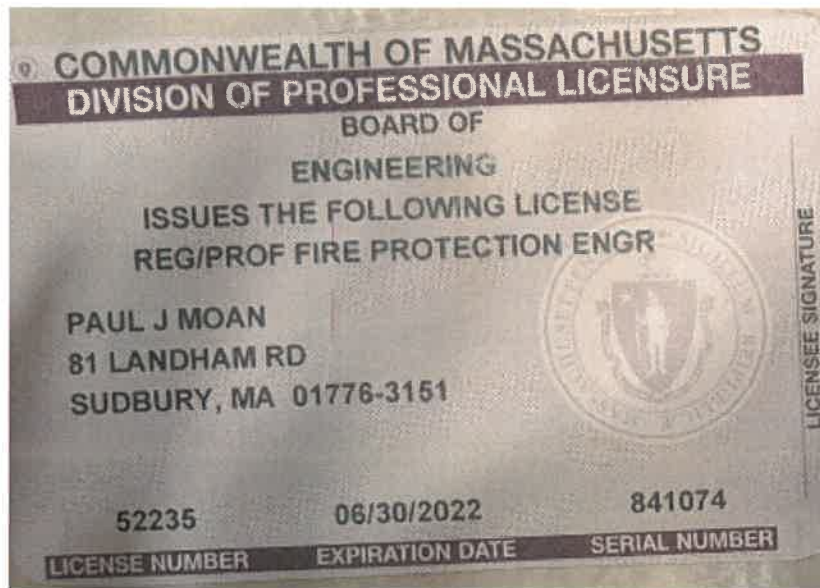 COMMONWEALTH OF MASSACHUSETTS
DIVISION OF PROFESSIONAL LICENSURE
BOARD OF
ENGINEERING
ISSUES THE FOLLOWING LICENSE
REG/PROF FIRE PROTECTION ENGR
PAUL J MOAN
81 LANDHAM RD
SUDBURY, MA 01776-3151
LICENSEE SIGNATURE
52235 06/30/2022 841074
LICENSE NUMBER EXPIRATION DATE SERIAL NUMBER